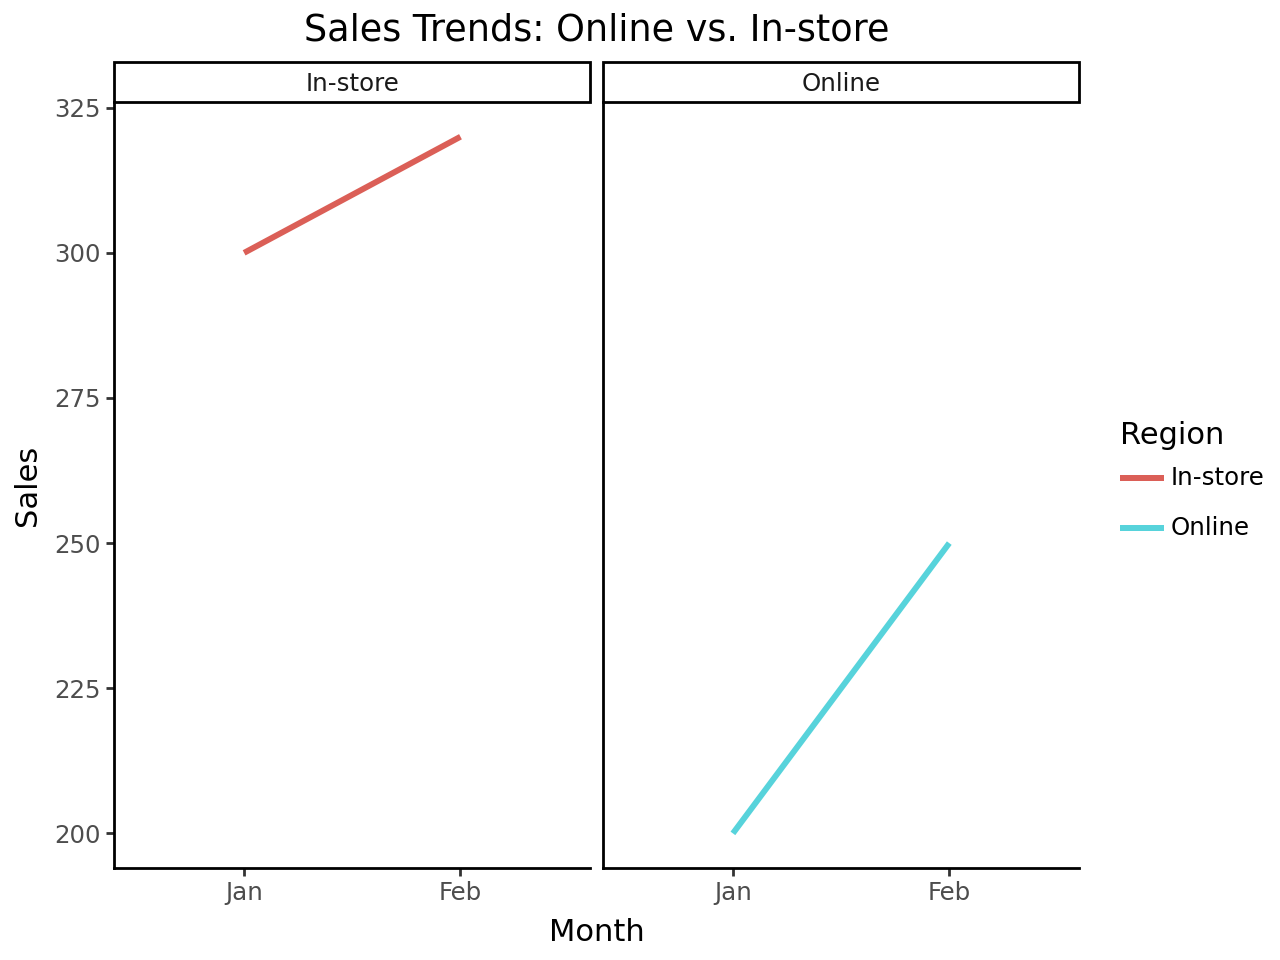 Sales Trends: Online vs. In-store
In-store
Online
325
300
275
250
225
200
Sales
Jan
Feb
Jan
Feb
Month
Region
In-store
Online